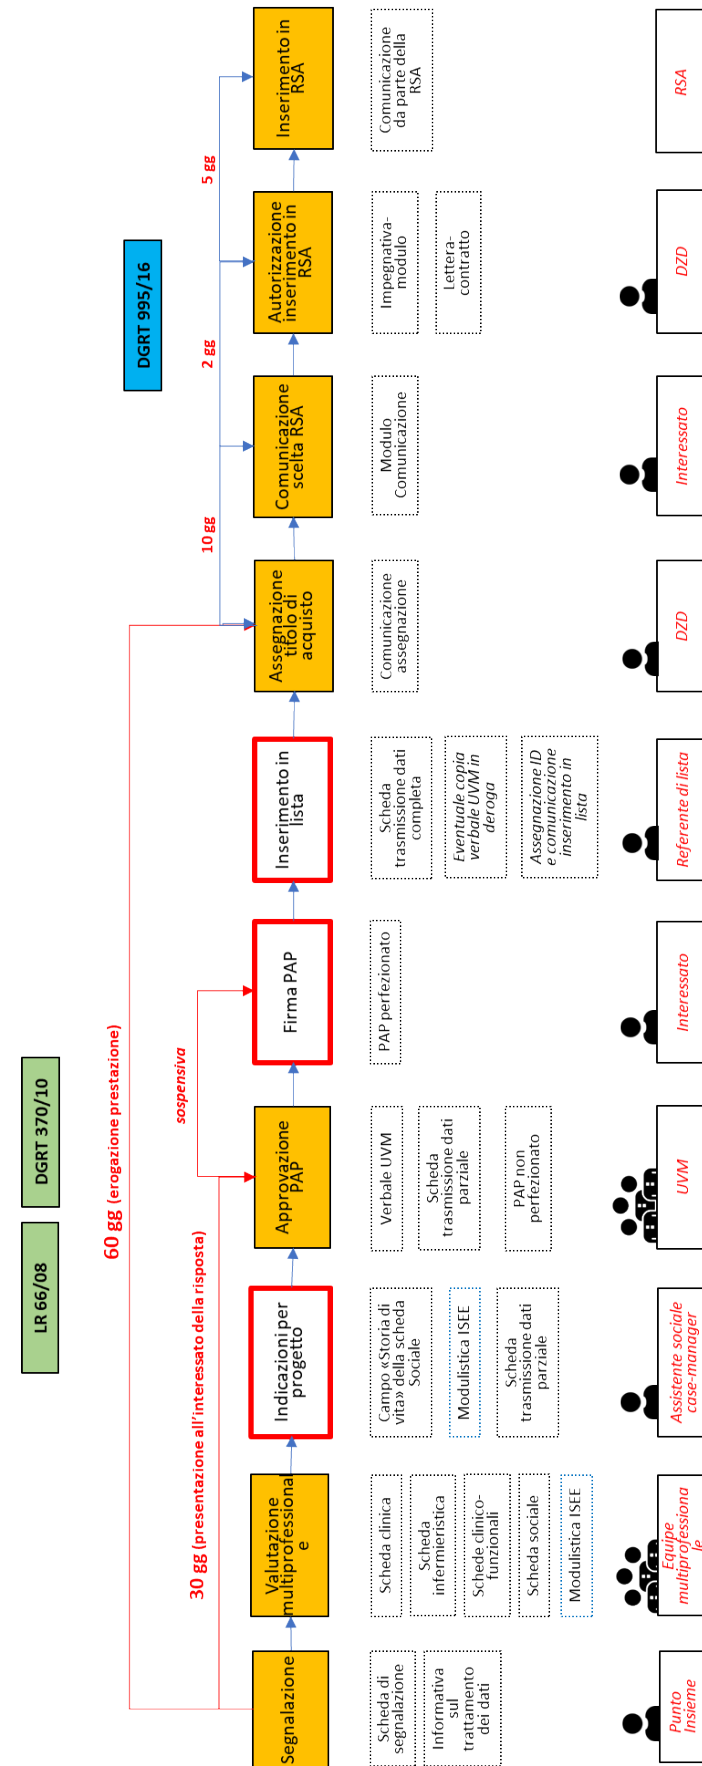 LR 66/08
DGRT 370/10
DGRT 995/16
60 gg (erogazione prestazione)
30 gg (presentazione all’interessato della risposta)
sospensiva
10 gg
2 gg
5 gg
Segnalazione
Valutazione
multiprofessional
e
Indicazioni per
progetto
Approvazione
PAP
Firma PAP
Inserimento in
lista
Assegnazione
titolo di
acquisto
Comunicazione
scelta RSA
Autorizzazione
inserimento in
RSA
Inserimento in
RSA
Scheda di
segnalazione
Informativa
sul
trattamento
dei dati
Scheda clinica
Scheda
infermieristica
Schede clinico-
funzionali
Scheda sociale
Modulistica ISEE
Campo «Storia di
vita» della scheda
Sociale
Modulistica ISEE
Scheda
trasmissione dati
parziale
Verbale UVM
Scheda
trasmissione dati
parziale
PAP non
perfezionato
PAP perfezionato
Scheda
trasmissione dati
completa
Eventuale copia
verbale UVM in
deroga
Assegnazione ID
e comunicazione
inserimento in
lista
Comunicazione
assegnazione
Modulo
Comunicazione
Impegnativa-
modulo
Lettera-
contratto
Comunicazione
da parte della
RSA
Punto
Insieme
Equipe
multiprofessiona
le
Assistente sociale
case-manager
UVM
Interessato
Referente di lista
DZD
Interessato
DZD
RSA